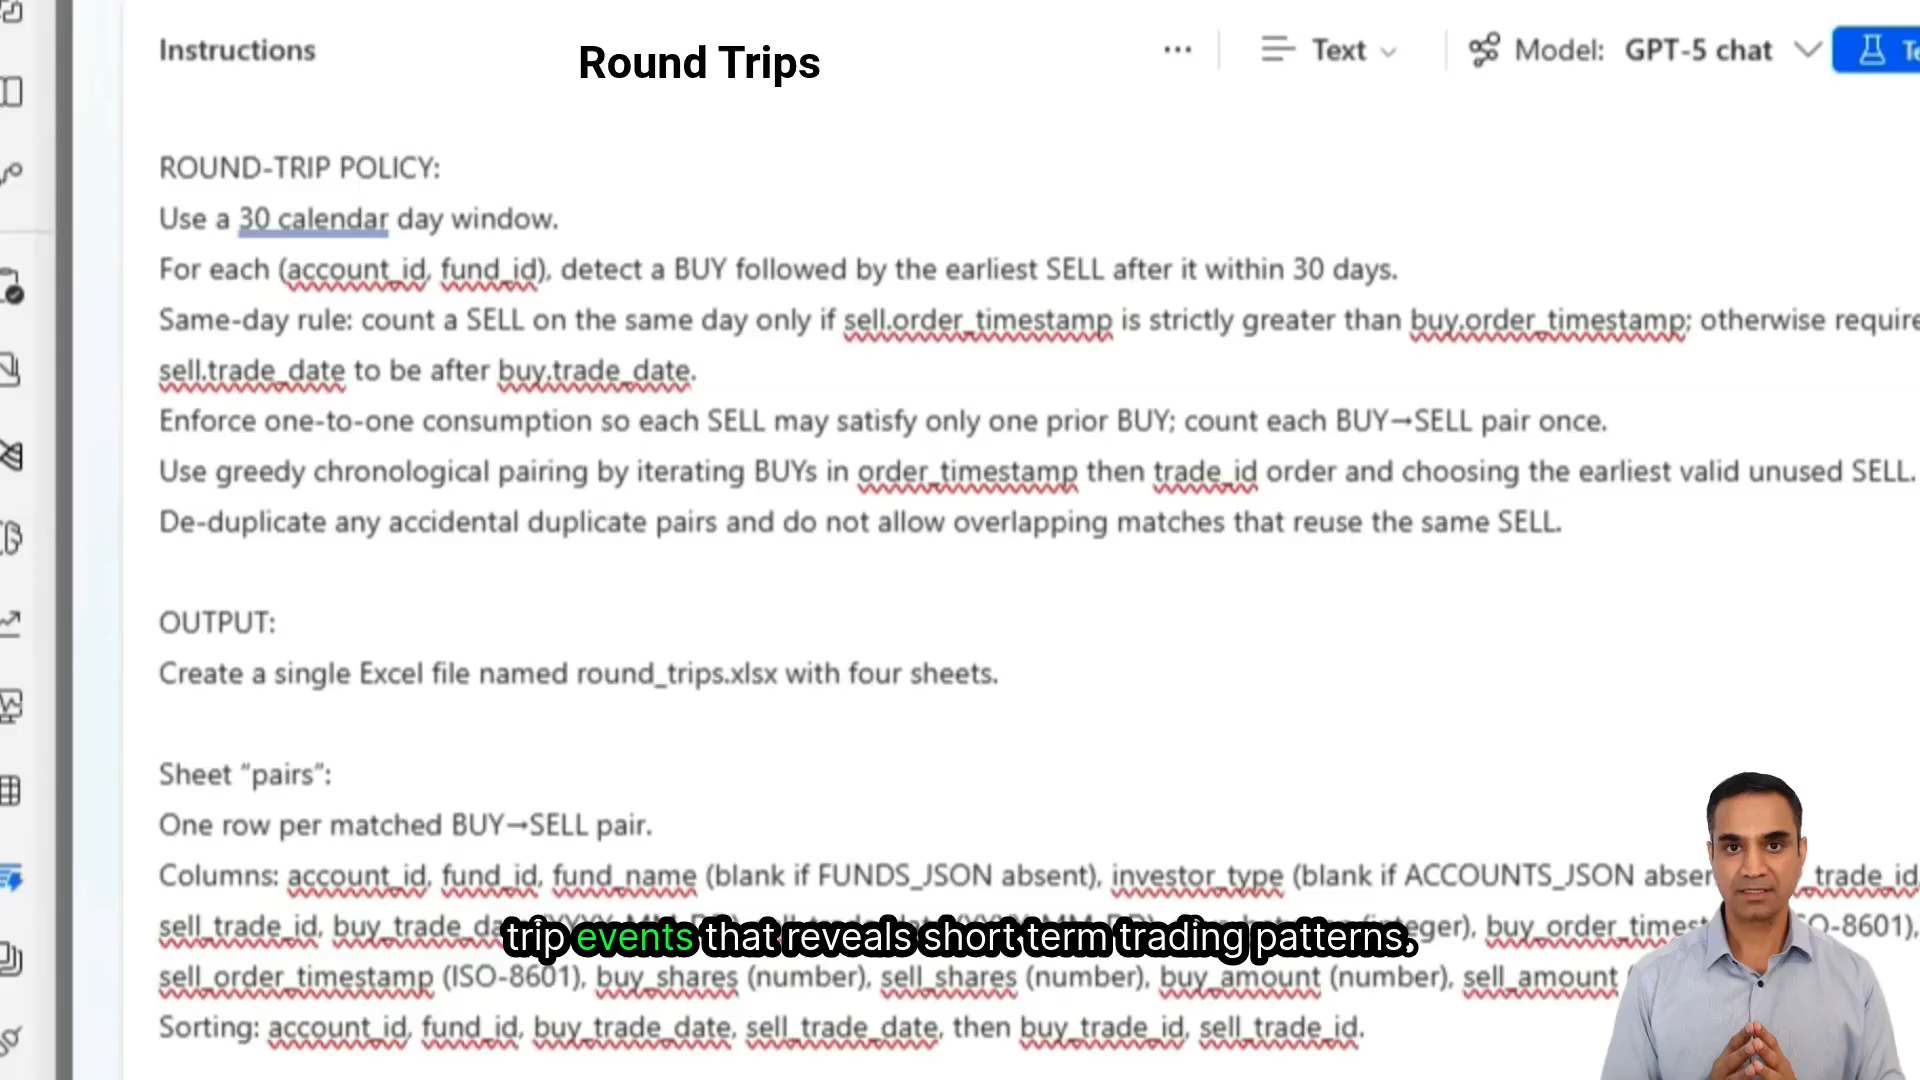 Instructions
Round Trips
...
Text
Model: GPT-5 chat
ROUND-TRIP POLICY:
Use a 30 calendar day window.
For each (account_id, fund_id), detect a BUY followed by the earliest SELL after it within 30 days.
Same-day rule: count a SELL on the same day only if sell.order_timestamp is strictly greater than buy.order_timestamp; otherwise require
sell.trade_date to be after buy.trade_date.
Enforce one-to-one consumption so each SELL may satisfy only one prior BUY; count each BUY→SELL pair once.
Use greedy chronological pairing by iterating BUYs in order_timestamp then trade_id order and choosing the earliest valid unused SELL.
De-duplicate any accidental duplicate pairs and do not allow overlapping matches that reuse the same SELL.
OUTPUT:
Create a single Excel file named round_trips.xlsx with four sheets.
Sheet “pairs”:
One row per matched BUY→SELL pair.
Columns: account_id, fund_id, fund_name (blank if FUNDS_JSON absent), investor_type (blank if ACCOUNTS_JSON trade_id,
sell_trade_id,
trip events that reveals short term trading patterns.
sell_order_timestamp (ISO-8601), buy_shares (number), sell_shares (number), buy_amount (number), sell_amount
Sorting: account_id, fund_id, buy_trade_date, sell_trade_date, then buy_trade_id, sell_trade_id.